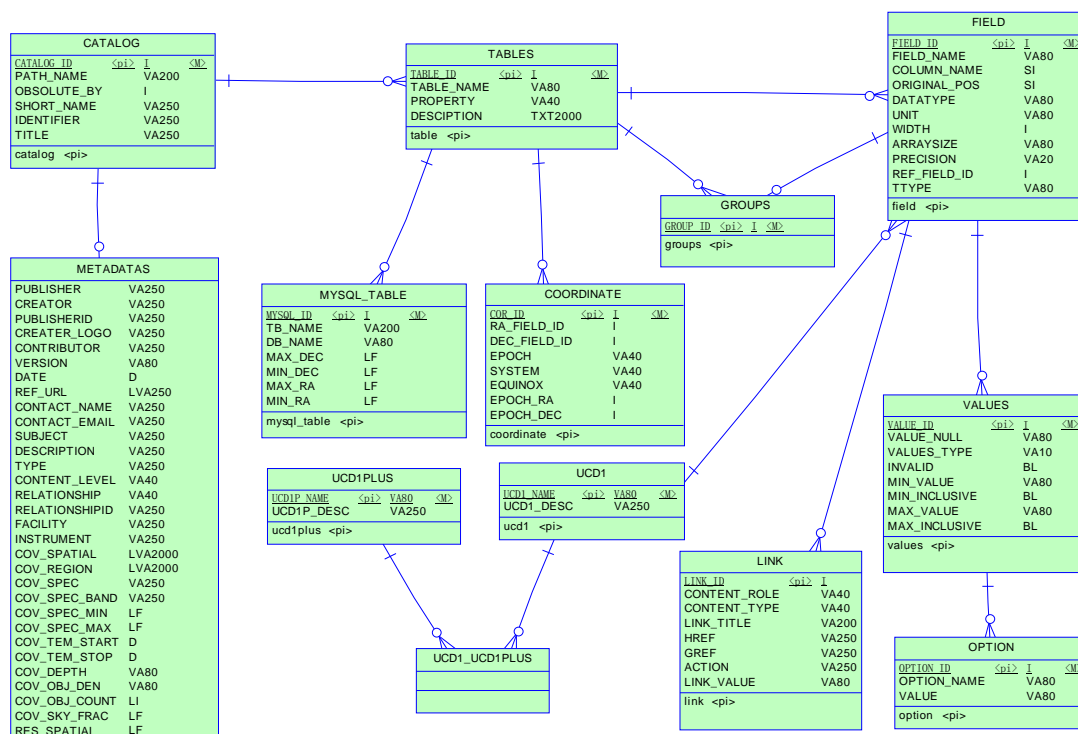 CATALOG
CATALOG_ID <pi> I <M>
PATH_NAME VA200
OBSOLUTE_BY I
SHORT_NAME VA250
IDENTIFIER VA250
TITLE VA250
catalog <pi>
TABLES
TABLE_ID <pi> I <M>
TABLE_NAME VA80
PROPERTY VA40
DESCIPTION TXT2000
table <pi>
FIELD
FIELD_ID <pi> I <M>
FIELD_NAME VA80
COLUMN_NAME SI
ORIGINAL_POS SI
DATATYPE VA80
UNIT VA80
WIDTH I
ARRAYSIZE VA80
PRECISION VA20
REF_FIELD_ID I
TTYPE VA80
field <pi>
GROUPS
GROUP_ID <pi> I <M>
groups <pi>
METADATAS
PUBLISHER VA250
CREATOR VA250
PUBLISHERID VA250
CREATER_LOGO VA250
CONTRIBUTOR VA250
VERSION VA80
DATE D
REF_URL LVA250
CONTACT_NAME VA250
CONTACT_EMAIL VA250
SUBJECT VA250
DESCRIPTION VA250
TYPE VA250
CONTENT_LEVEL VA40
RELATIONSHIP VA40
RELATIONSHIPID VA250
FACILITY VA250
INSTRUMENT VA250
COV_SPATIAL LVA2000
COV_REGION LVA2000
COV_SPEC VA250
COV_SPEC_BAND VA250
COV_SPEC_MIN LF
COV_SPEC_MAX LF
COV_TEM_START D
COV_TEM_STOP D
COV_DEPTH VA80
COV_OBJ_DEN VA80
COV_OBJ_COUNT LI
COV_SKY_FRAC LF
RES_SPATIAL LF
MYSQL_TABLE
MYSQL_ID <pi> I <M>
TB_NAME VA200
DB_NAME VA80
MAX_DEC LF
MIN_DEC LF
MAX_RA LF
MIN_RA LF
mysql_table <pi>
COORDINATE
COR_ID <pi> I <M>
RA_FIELD_ID I
DEC_FIELD_ID I
EPOCH VA40
SYSTEM VA40
EQUINOX VA40
EPOCH_RA I
EPOCH_DEC I
coordinate <pi>
VALUES
VALUE_ID <pi> I <M>
VALUE_NULL VA80
VALUES_TYPE VA10
INVALID BL
MIN_VALUE VA80
MIN_INCLUSIVE BL
MAX_VALUE VA80
MAX_INCLUSIVE BL
values <pi>
UCD1PLUS
UCD1P_NAME <pi> VA80 <M>
UCD1P_DESC VA250
ucd1plus <pi>
UCD1
UCD1_NAME <pi> VA80 <M>
UCD1_DESC VA250
ucd1 <pi>
LINK
LINK_ID <pi> I
CONTENT_ROLE VA40
CONTENT_TYPE VA40
LINK_TITLE VA200
HREF VA250
GREF VA250
ACTION VA250
LINK_VALUE VA80
link <pi>
UCD1_UCD1PLUS
OPTION
OPTION_ID <pi> I <M>
OPTION_NAME VA80
VALUE VA80
option <pi>